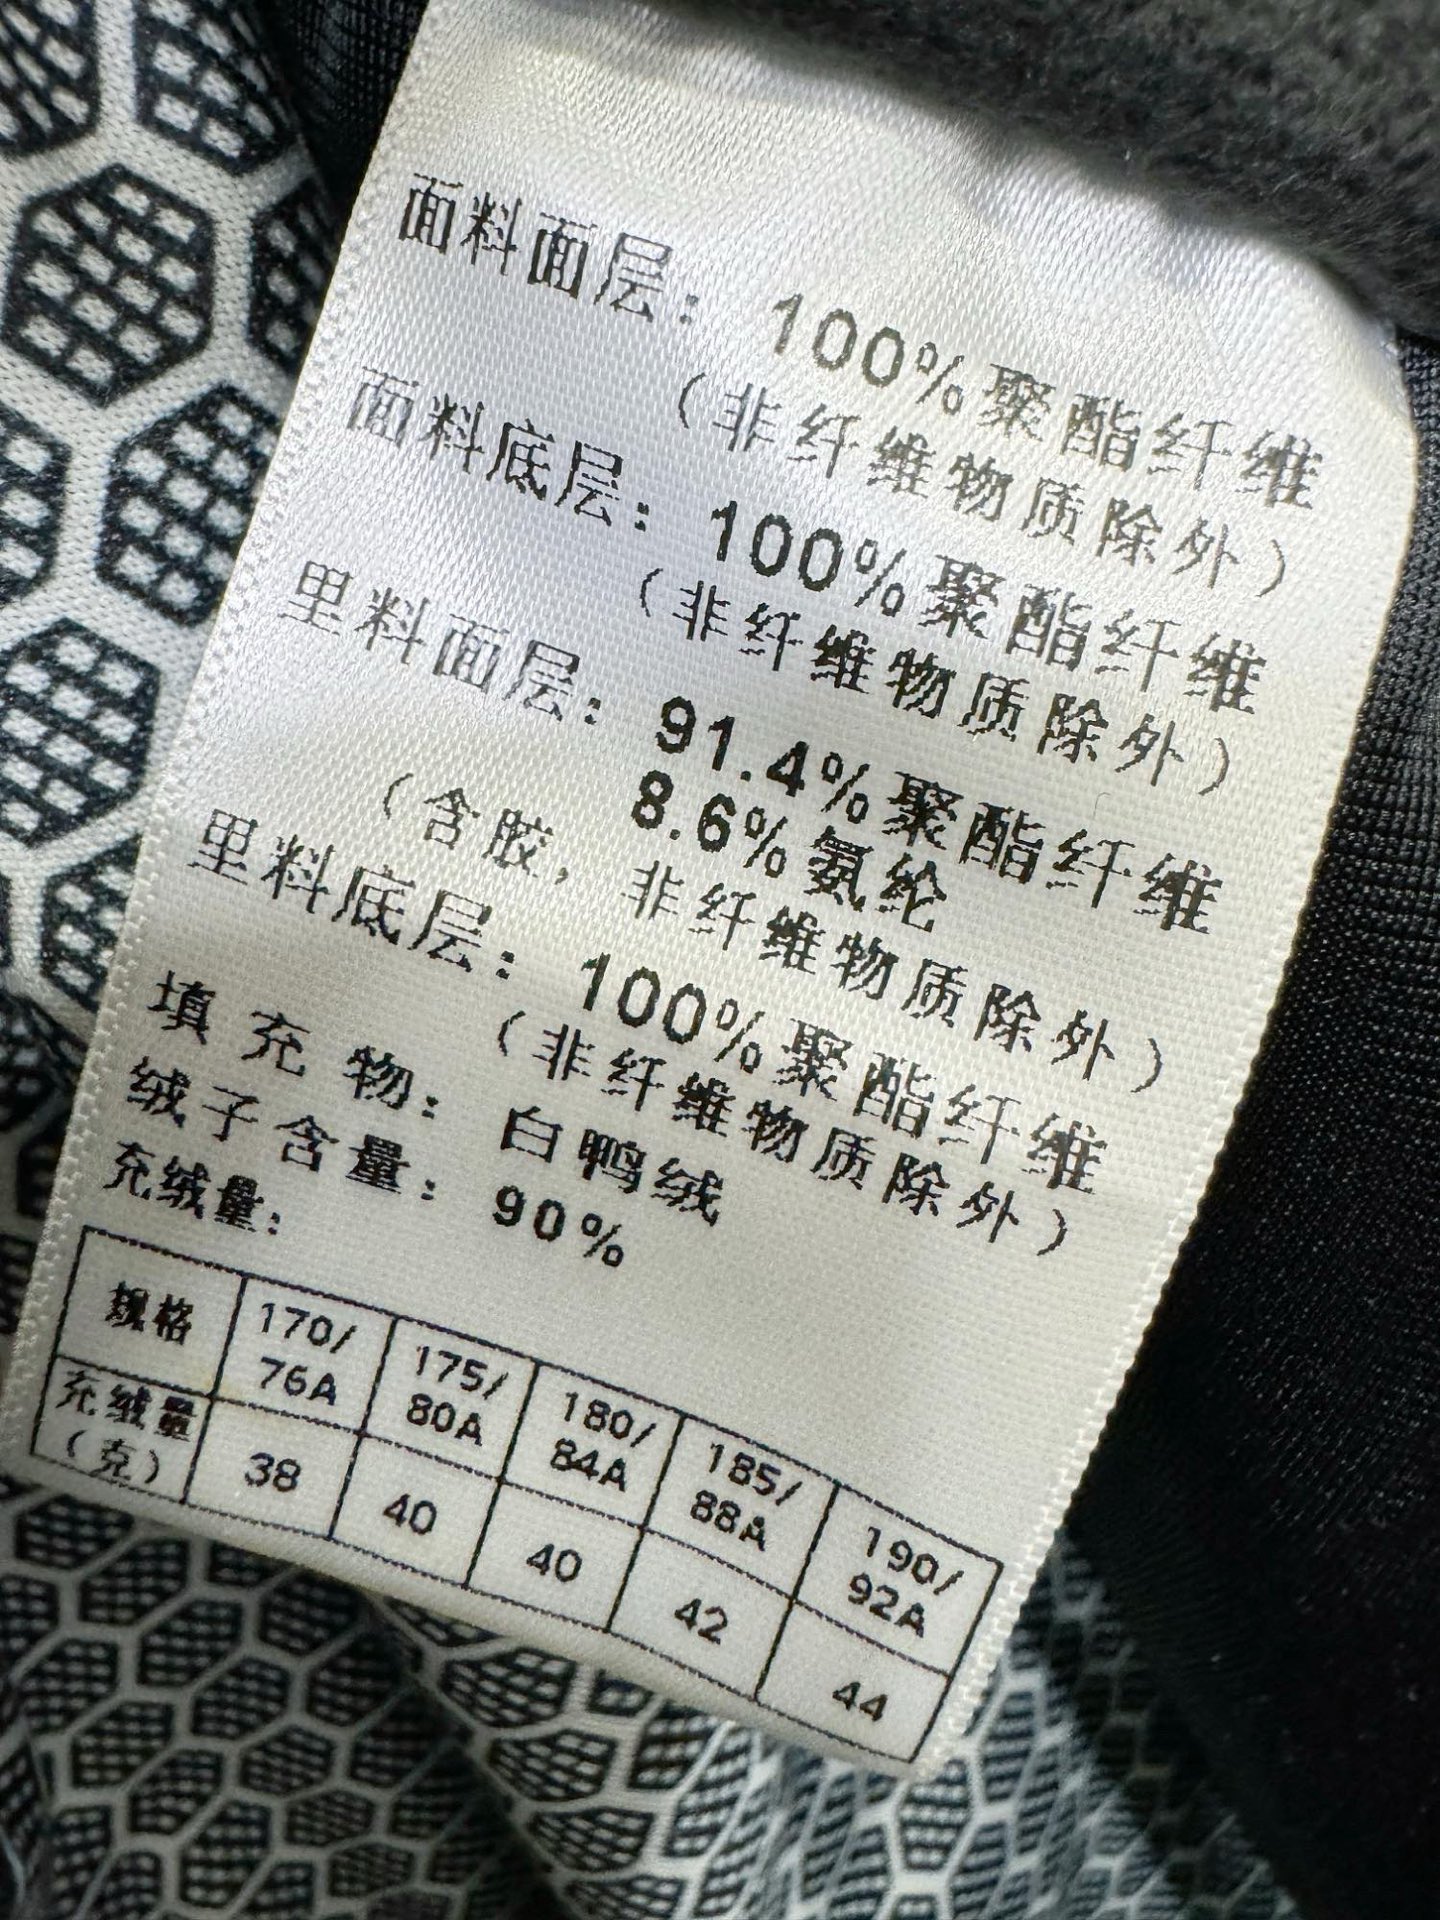 面料面层：100%聚酯纤维
（非纤维物质除外）
面料底层：100%聚酯纤维
（非纤维物质除外）
里料面层：91.4%聚酯纤维
8.6%氨纶
（含胶，非纤维物质除外）
里料底层：100%聚酯纤维
（非纤维物质除外）
填充物：白鸭绒
绒子含量：90%
充绒量：
规格 170/76A 175/80A 180/84A 185/88A 190/92A
充绒量（克） 38 40 40 42 44